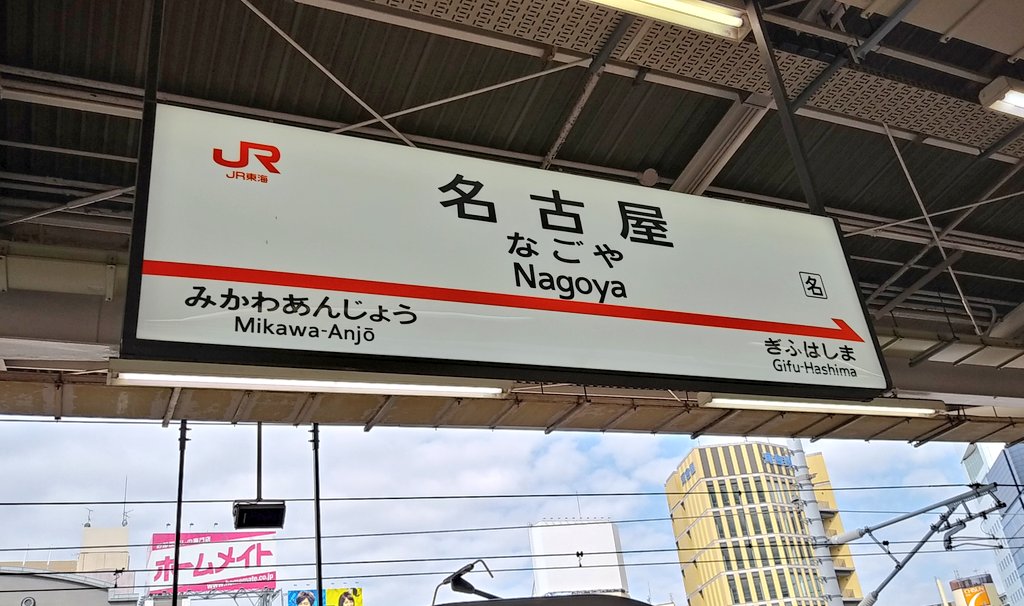 JR
JR東海
名古屋
なごや
Nagoya
名
みかわあんじょう
Mikawa-Anjō
ぎふはしま
Gifu-Hashima
ホームメイト